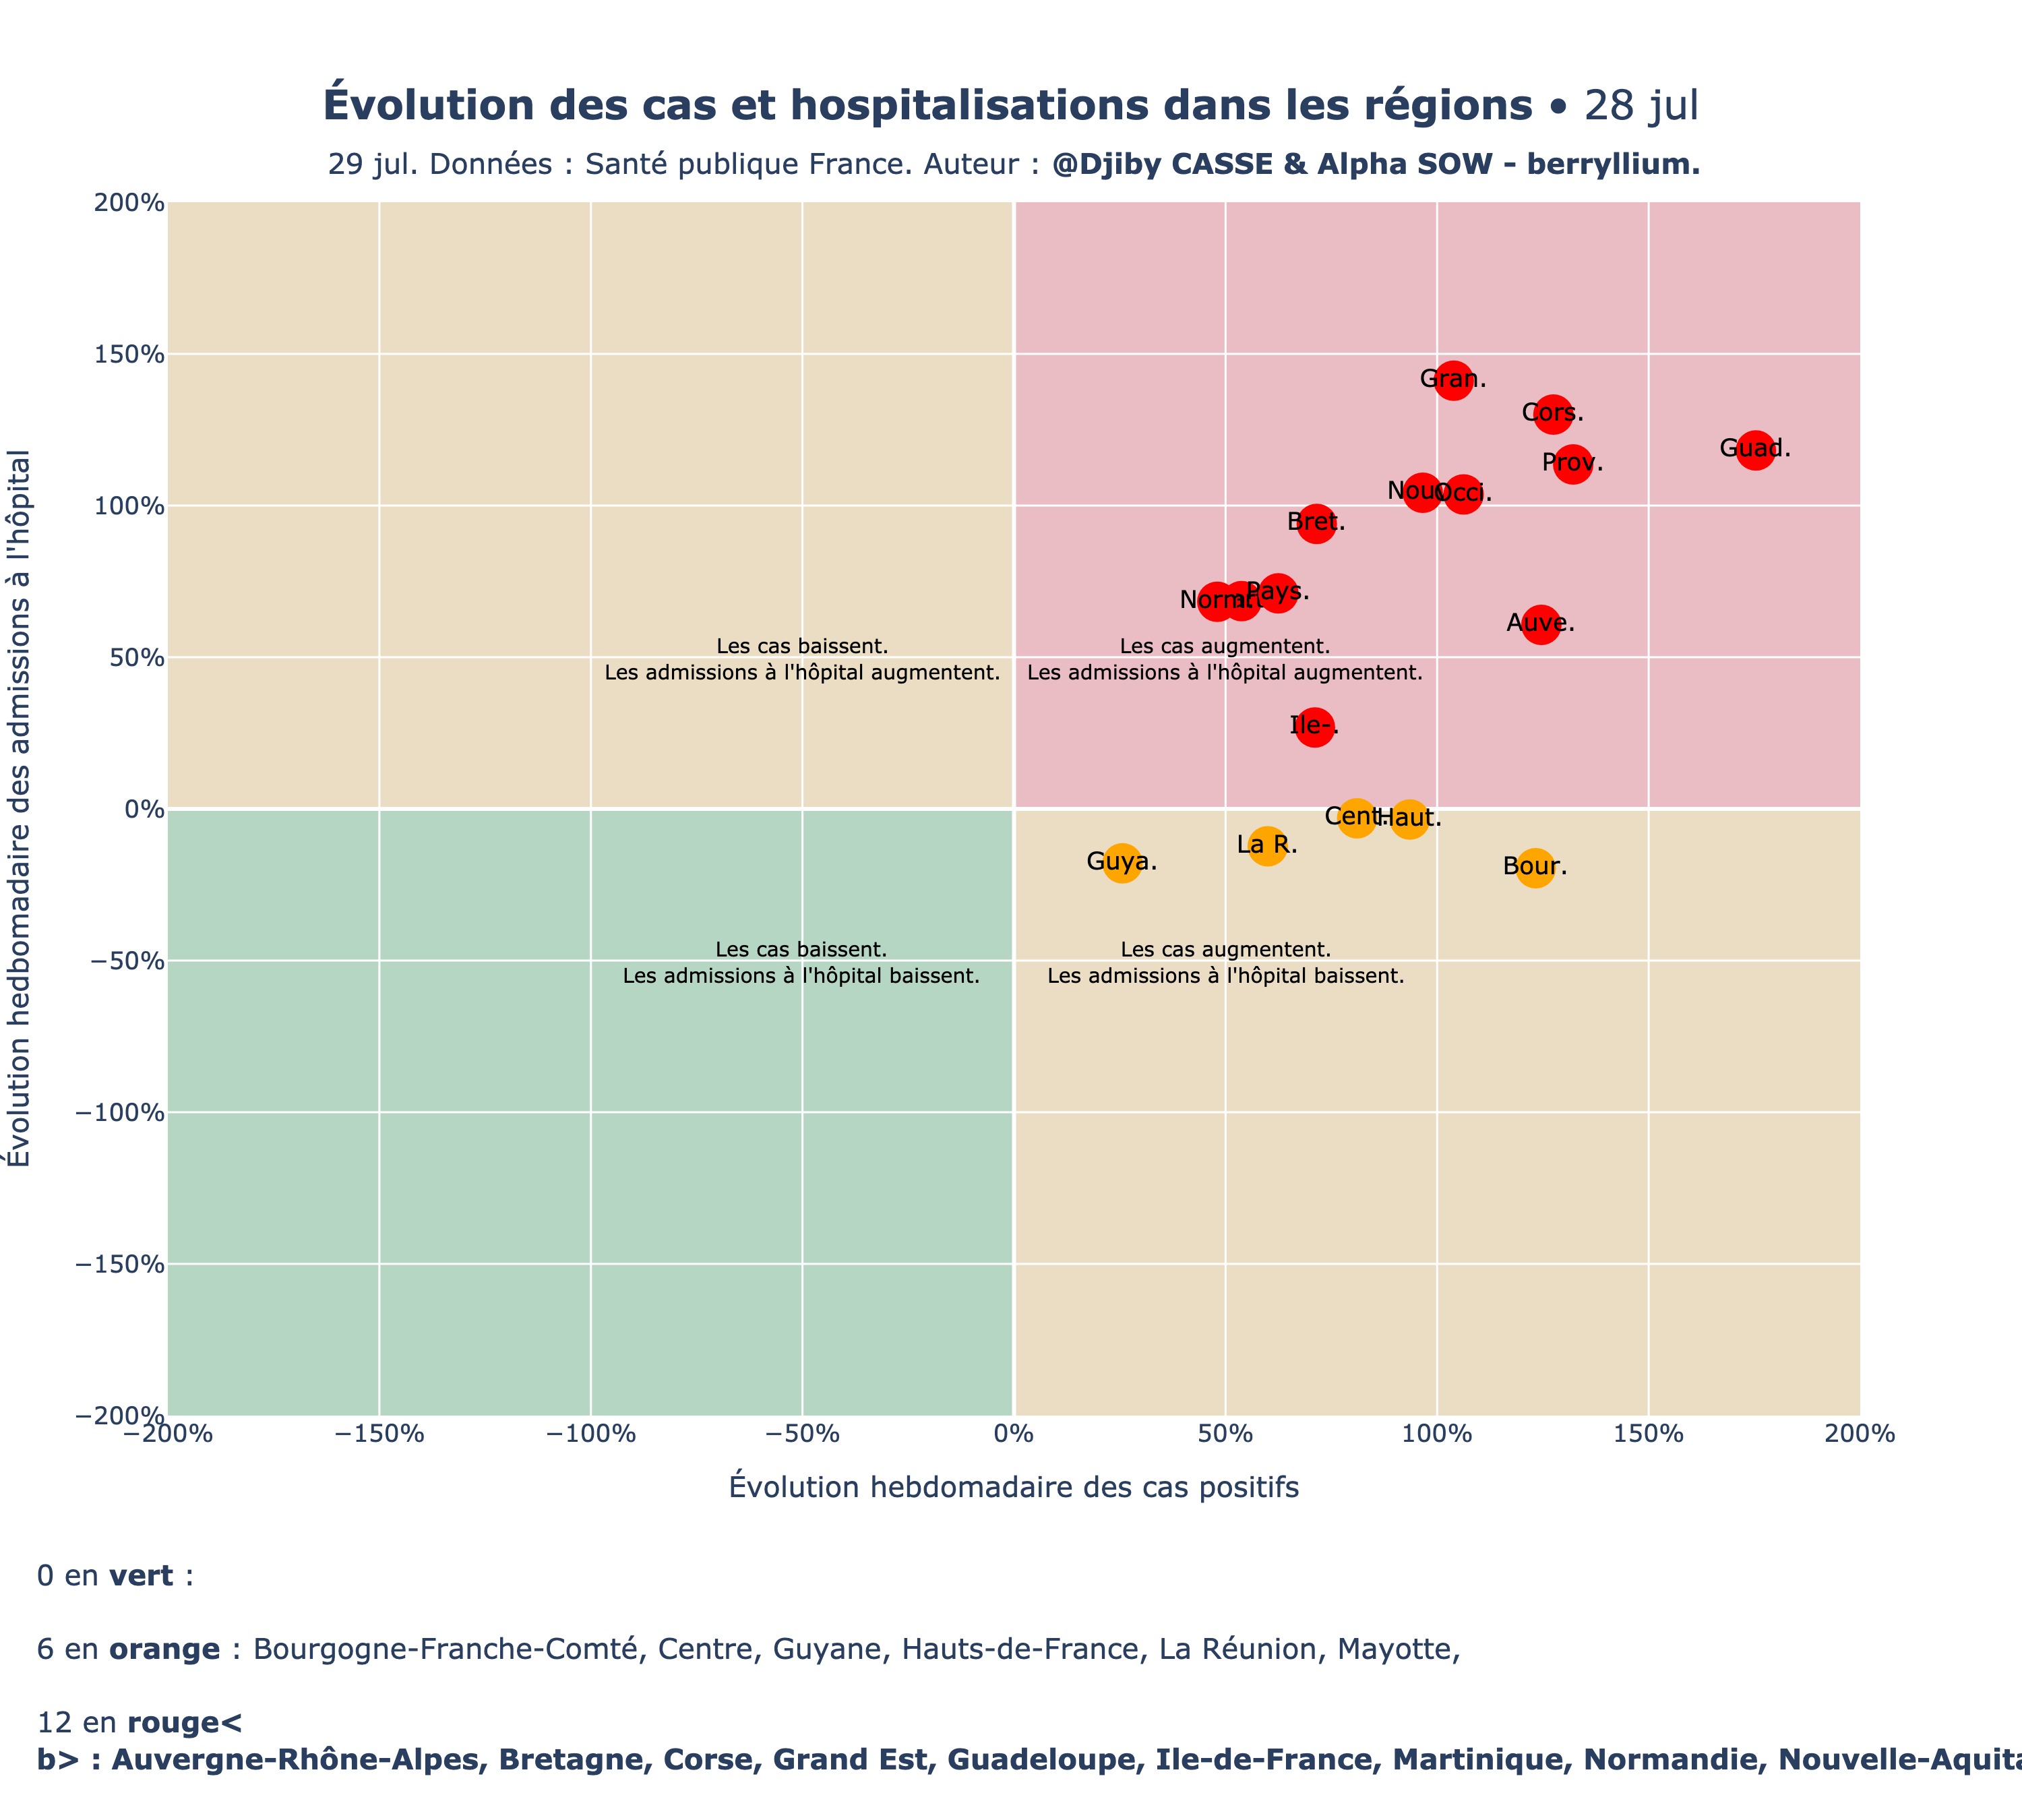 Évolution des cas et hospitalisations dans les régions • 28 jul
29 jul. Données : Santé publique France. Auteur : @Djiby CASSE & Alpha SOW - berryllium.
Évolution hedbomadaire des admissions à l'hôpital
200%
150%
100%
50%
0%
−50%
−100%
−150%
−200%
Gran.
Cors.
Guad.
Prov.
Occi.
Bret.
Pays.
Norm.
Auve.
Les cas baissent.
Les admissions à l'hôpital augmentent.
Les cas augmentent.
Les admissions à l'hôpital augmentent.
Ile-.
Cent.
Haut.
La R.
Guya.
Bour.
Les cas baissent.
Les admissions à l'hôpital baissent.
Les cas augmentent.
Les admissions à l'hôpital baissent.
−200%
−150%
−100%
−50%
0%
50%
100%
150%
200%
Évolution hebdomadaire des cas positifs
0 en vert :
6 en orange : Bourgogne-Franche-Comté, Centre, Guyane, Hauts-de-France, La Réunion, Mayotte,
12 en rouge<
b> : Auvergne-Rhône-Alpes, Bretagne, Corse, Grand Est, Guadeloupe, Ile-de-France, Martinique, Normandie, Nouvelle-Aquita